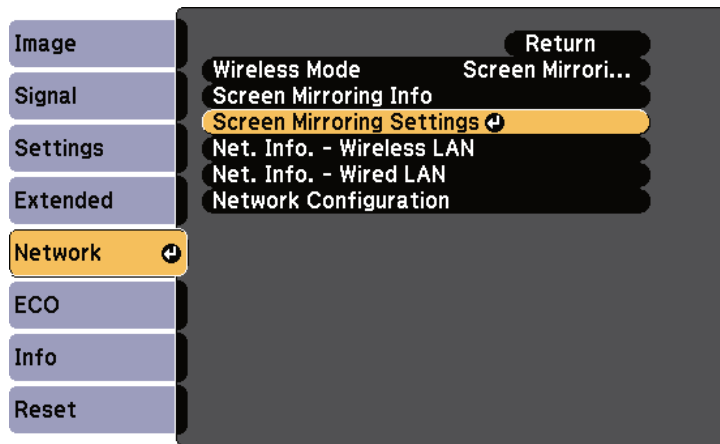 Image
Signal
Settings
Extended
Network
ECO
Info
Reset
Return
Wireless Mode Screen Mirrori...
Screen Mirroring Info
Screen Mirroring Settings
Net. Info. - Wireless LAN
Net. Info. - Wired LAN
Network Configuration